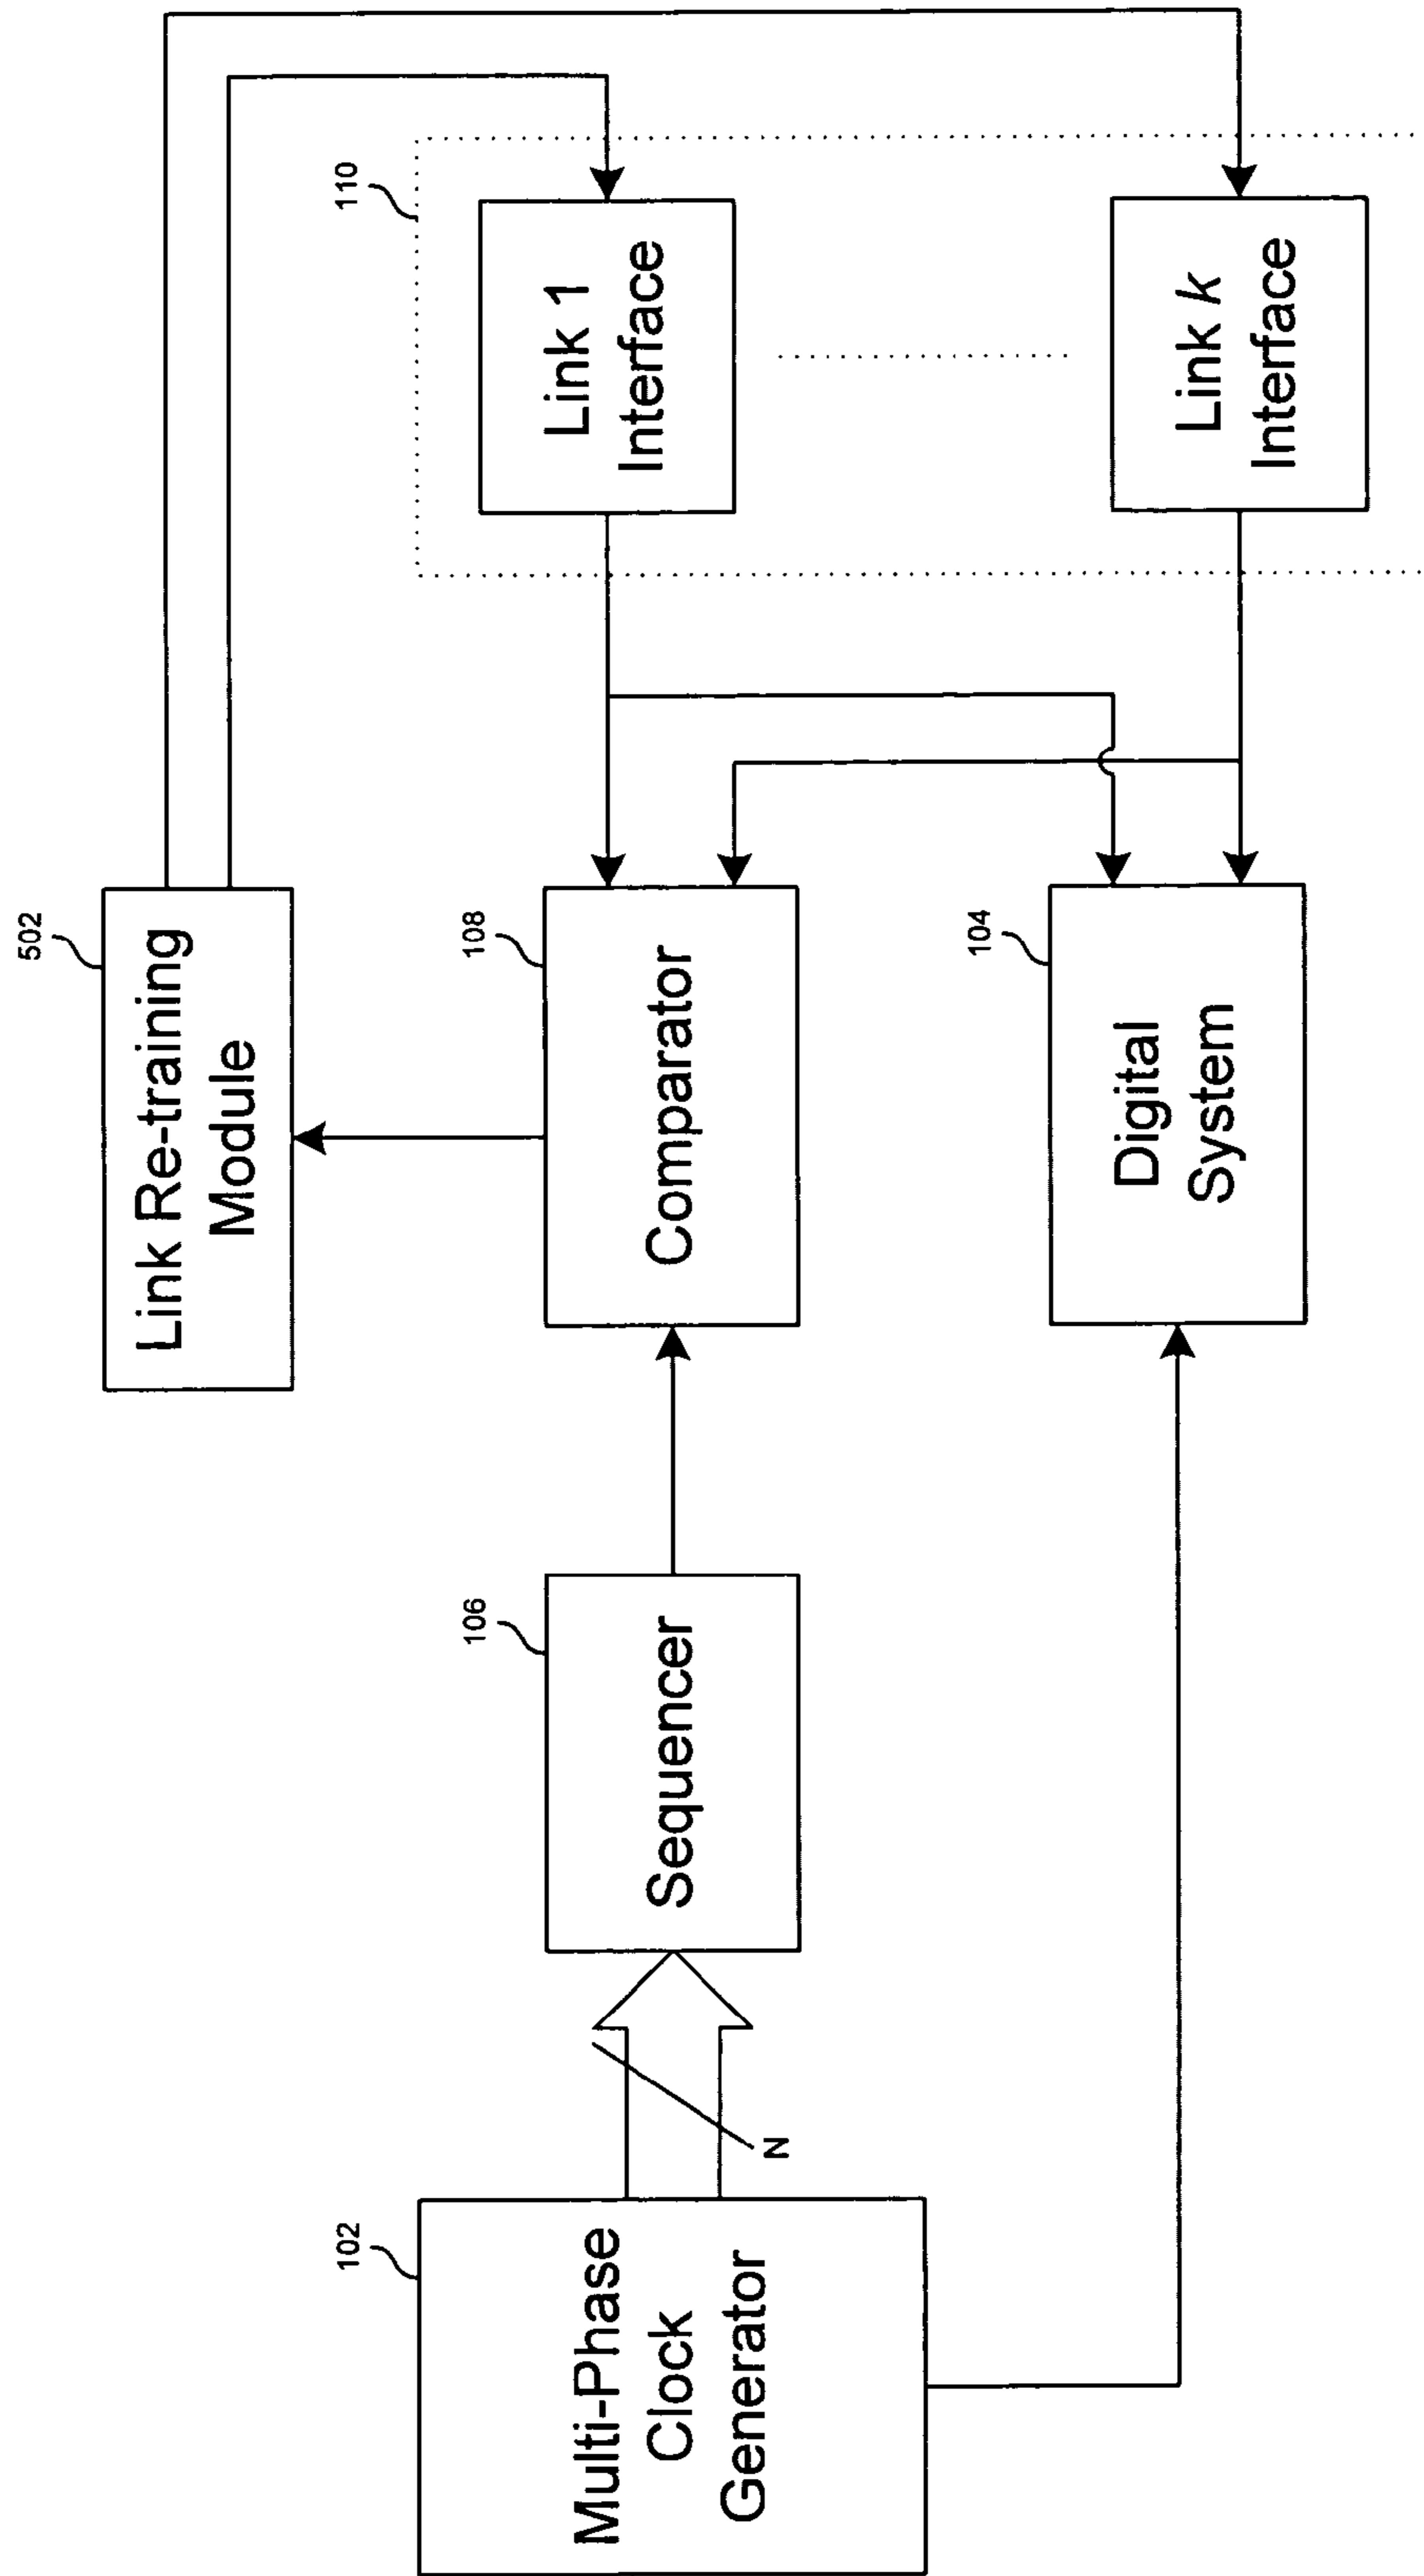 502
Link Re-training
Module
102
Multi-Phase
Clock
Generator
N
106
Sequencer
108
Comparator
110
Link 1
Interface
104
Digital
System
Link k
Interface